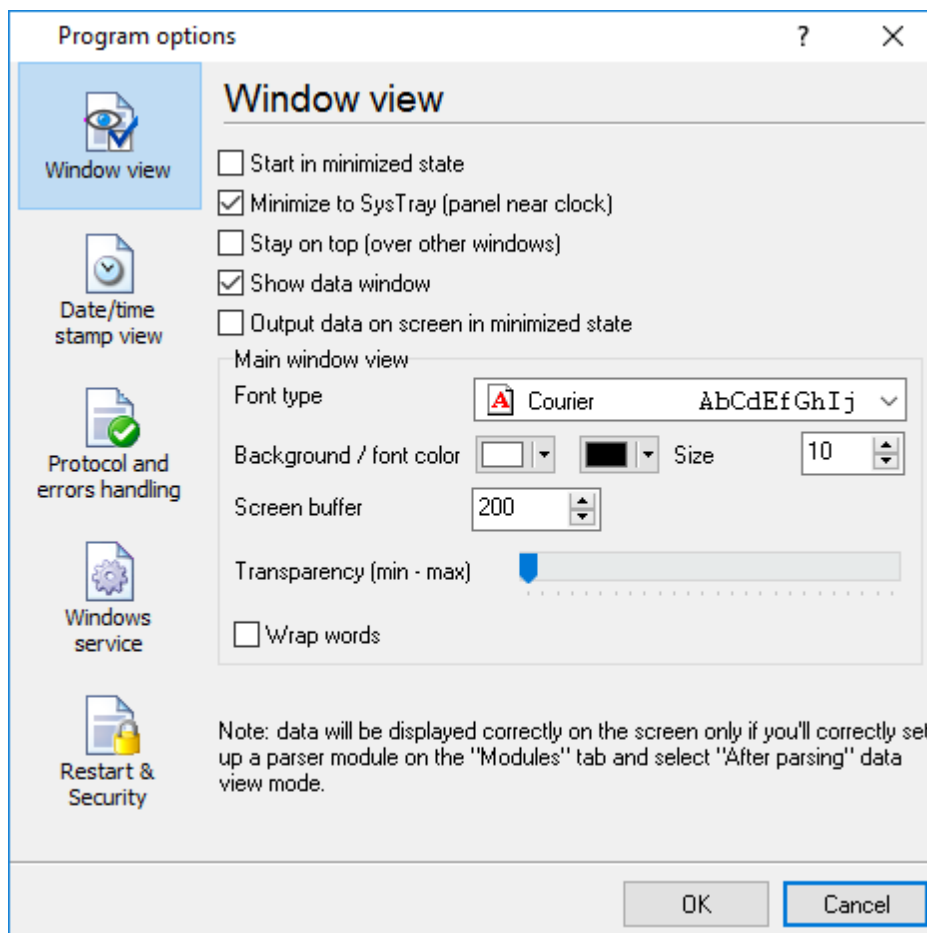 Program options
Window view
Window view
Start in minimized state
Minimize to SysTray (panel near clock)
Stay on top (over other windows)
Show data window
Output data on screen in minimized state
Date/time
stamp view
Main window view
Font type
A Courier AbCdEfGhIj
Background / font color
Size
10
Protocol and
errors handling
Screen buffer
200
Transparency (min - max)
Wrap words
Windows
service
Note: data will be displayed correctly on the screen only if you'll correctly set
up a parser module on the "Modules" tab and select "After parsing" data
view mode.
Restart &
Security
OK
Cancel